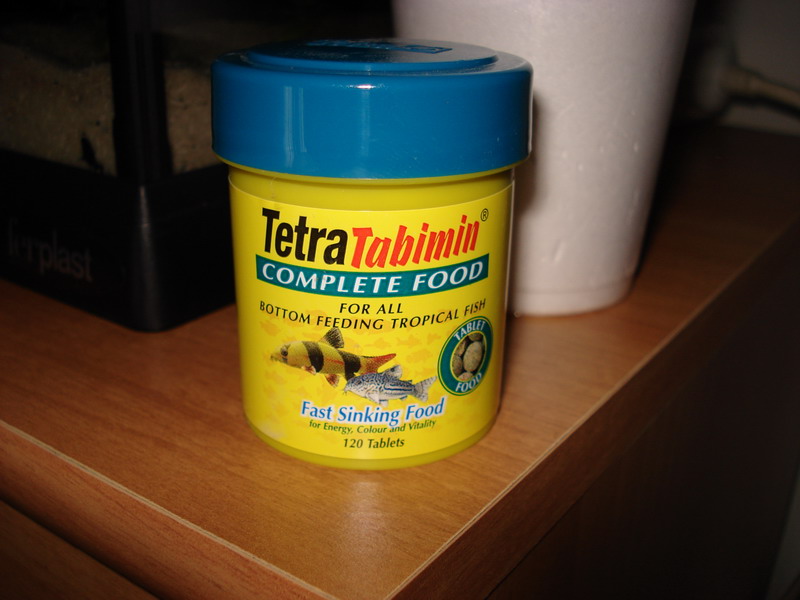 TetraTabimin®
COMPLETE FOOD
FOR ALL
BOTTOM FEEDING TROPICAL FISH
TABLET
FOOD
Fast Sinking Food
for Energy, Colour and Vitality
120 Tablets
ferplast